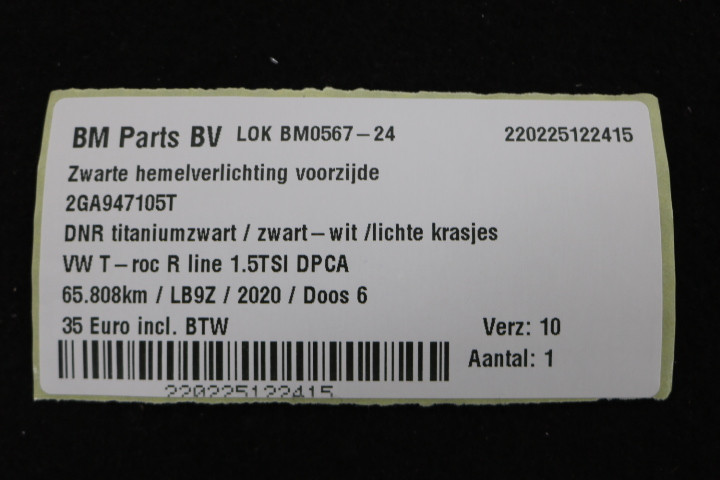 BM Parts BV LOK BM0567-24 220225122415
Zwarte hemelverlichting voorzijde
2GA947105T
DNR titaniumzwart / zwart-wit /lichte krasjes
VW T-roc R line 1.5TSI DPCA
65.808km / LB9Z / 2020 / Doos 6
35 Euro incl. BTW Verz: 10
Aantal: 1
220225122415